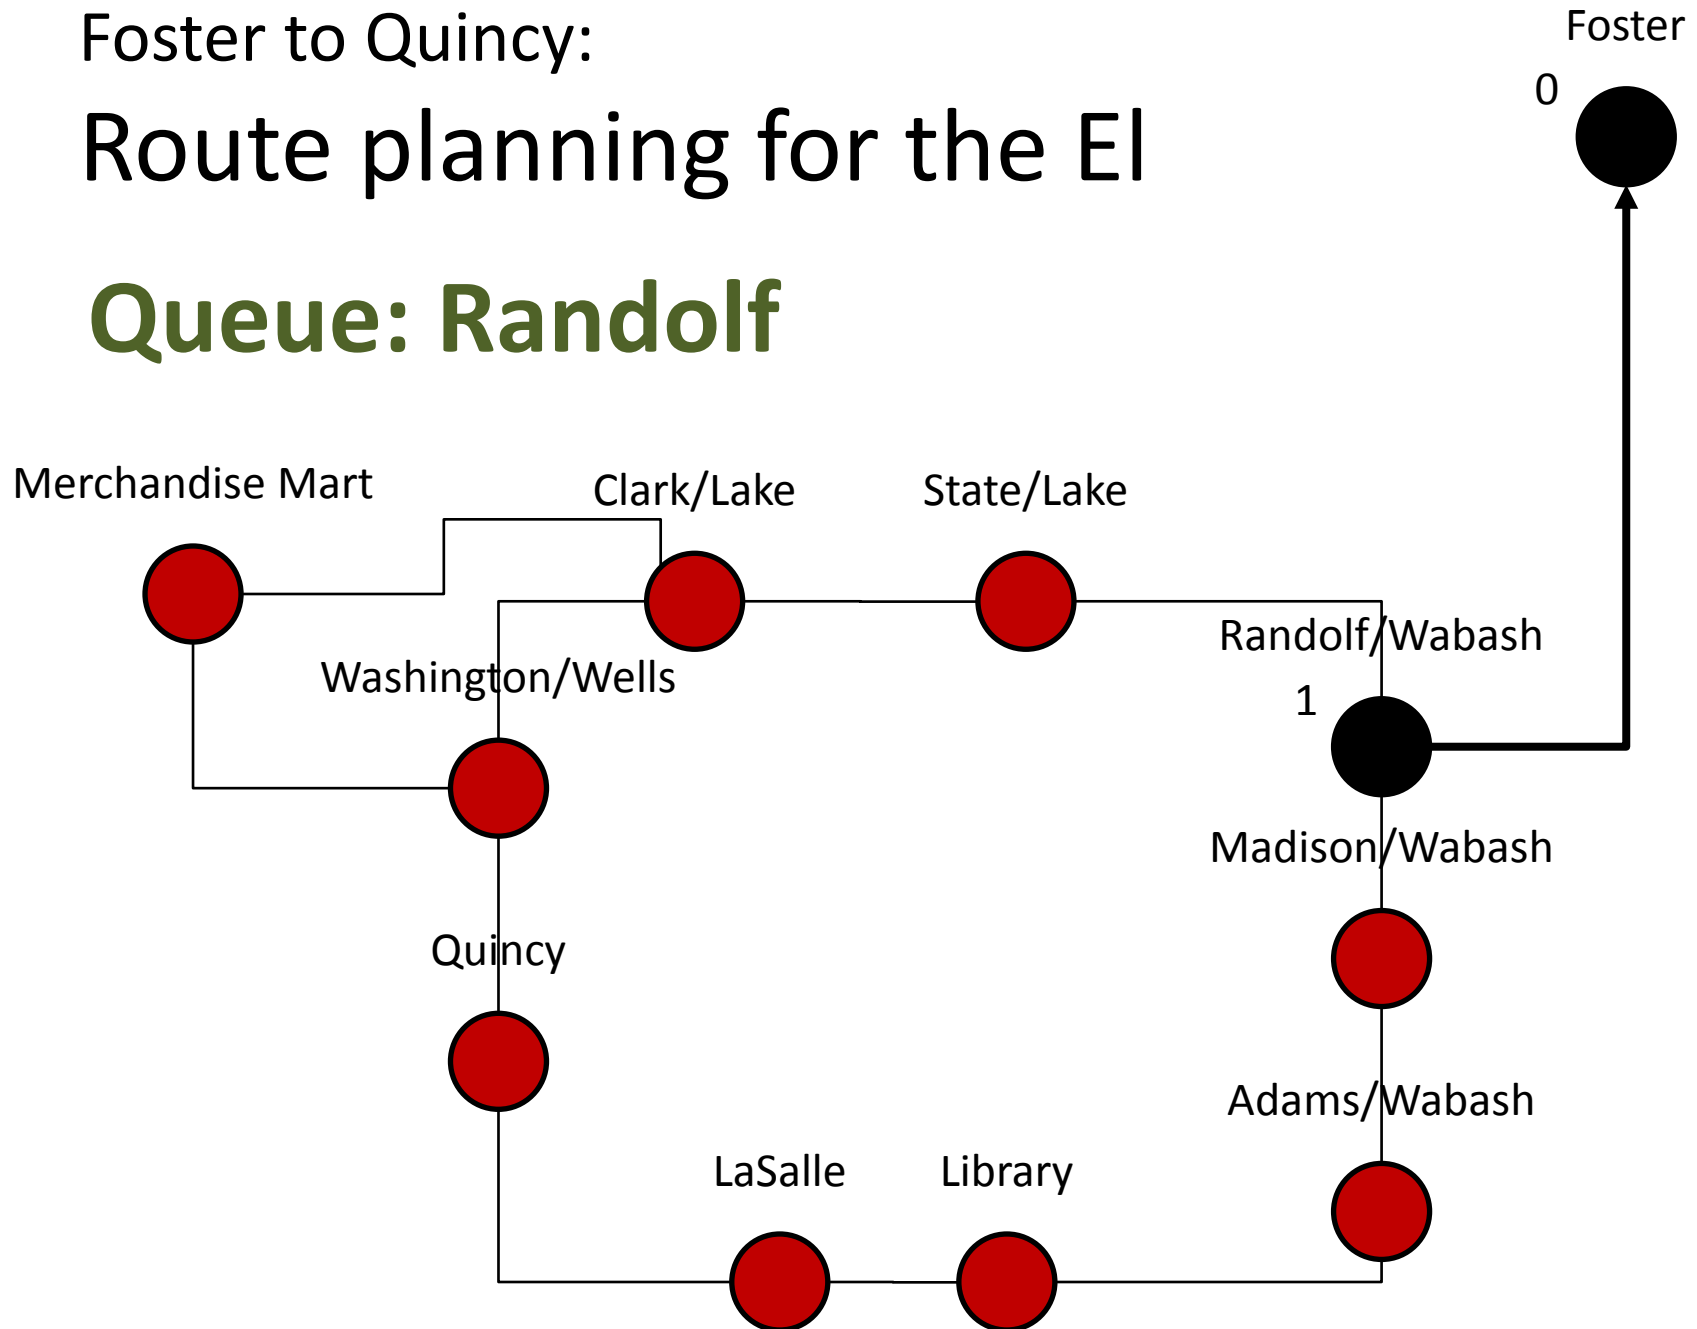 Foster to Quincy:
Foster
0
Route planning for the El
Queue: Randolf
Merchandise Mart
Clark/Lake
State/Lake
Randolf/Wabash
Washington/Wells
1
Madison/Wabash
Quincy
Adams/Wabash
LaSalle
Library